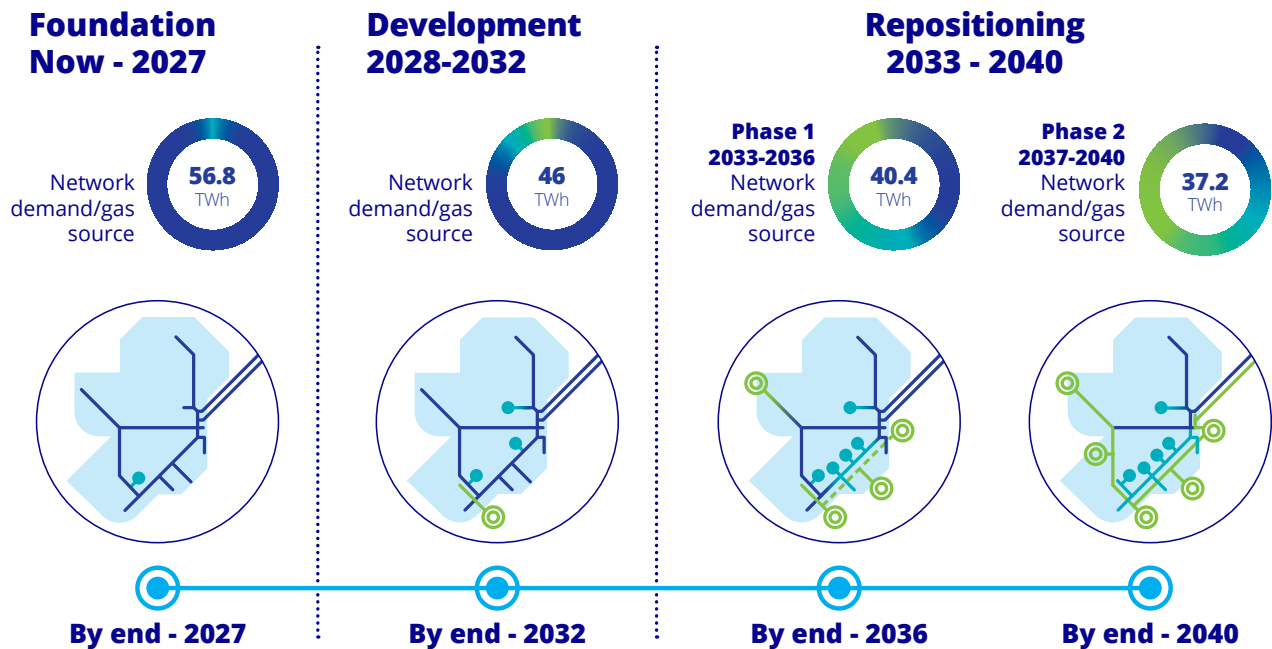 Foundation
Now - 2027
Network
demand/gas
source
56.8
TWh
By end - 2027
Development
2028-2032
Network
demand/gas
source
46
TWh
By end - 2032
Repositioning
2033 - 2040
Phase 1
2033-2036
Network
demand/gas
source
40.4
TWh
By end - 2036
Phase 2
2037-2040
Network
demand/gas
source
37.2
TWh
By end - 2040